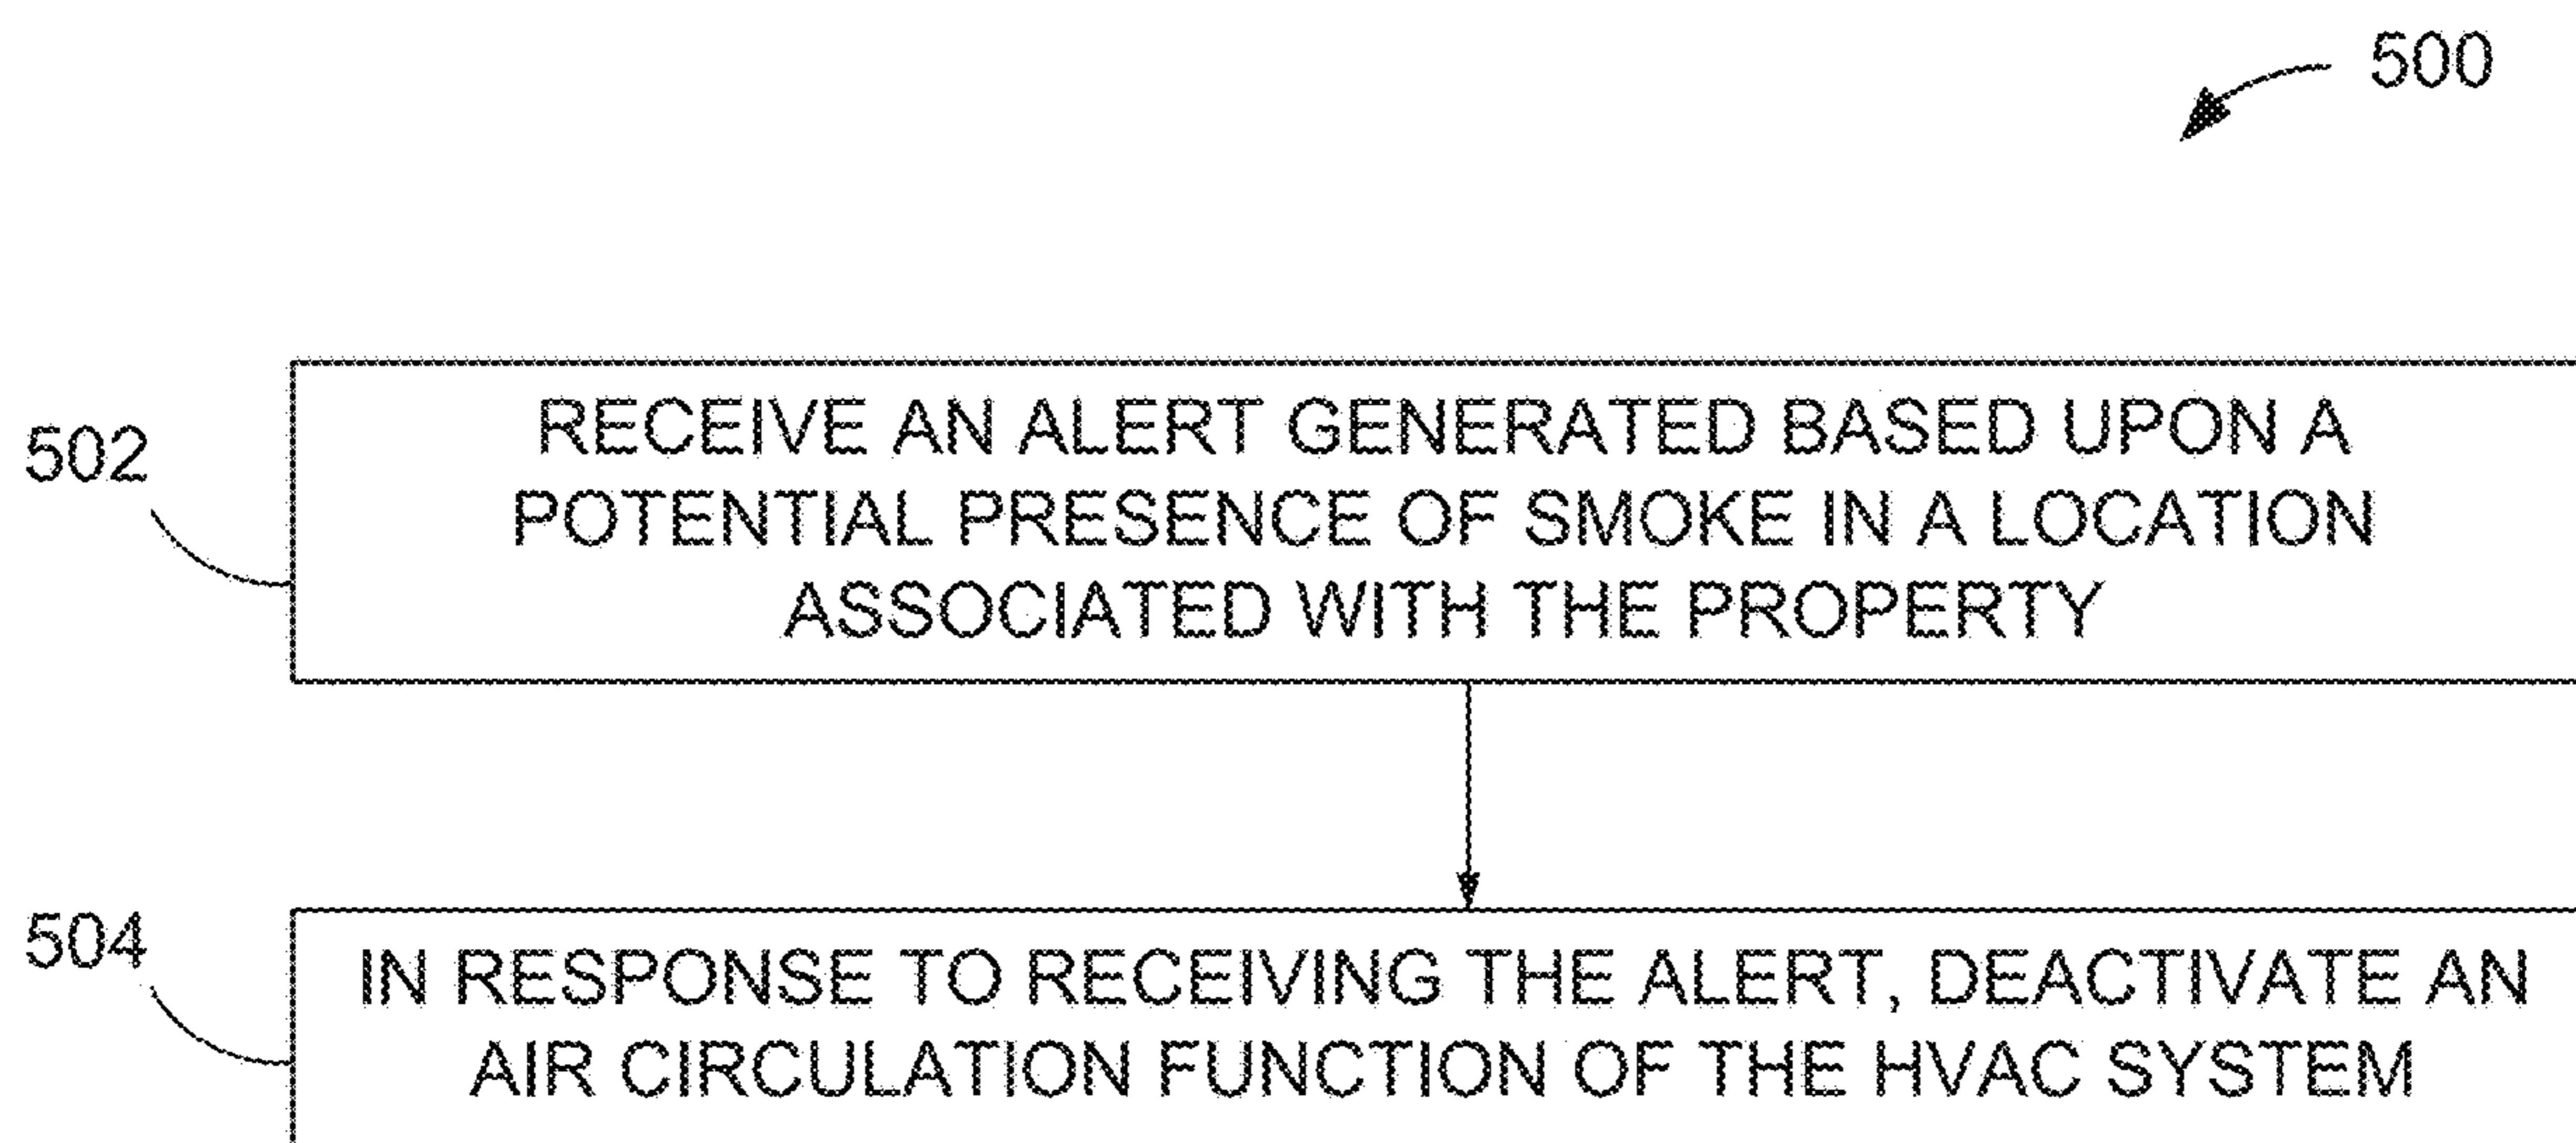 500
502
RECEIVE AN ALERT GENERATED BASED UPON A
POTENTIAL PRESENCE OF SMOKE IN A LOCATION
ASSOCIATED WITH THE PROPERTY
504
IN RESPONSE TO RECEIVING THE ALERT, DEACTIVATE AN
AIR CIRCULATION FUNCTION OF THE HVAC SYSTEM